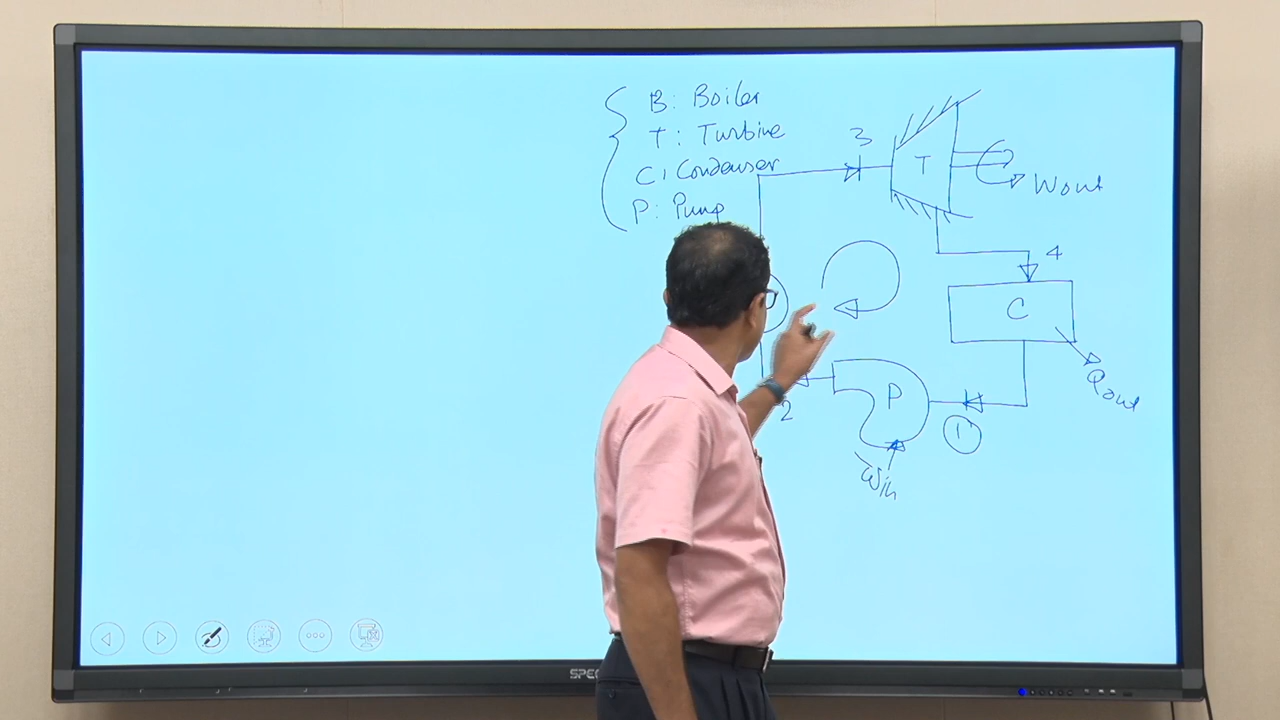 B: Boiler
T: Turbine
C: Condenser
P: Pump
3
T
Wout
4
C
Qout
2
P
1
Win